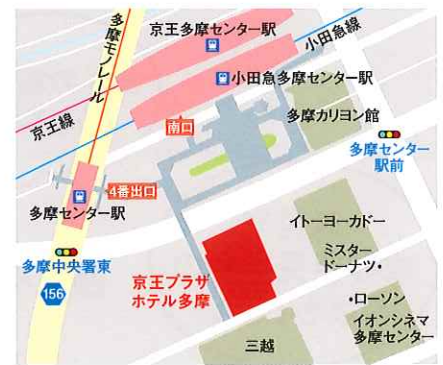 京王多摩センター駅
小田急線
多摩モノレール
小田急多摩センター駅
京王線
南口
多摩カリヨン館
多摩センター
駅前
4番出口
多摩センター駅
イトーヨーカドー
多摩中央署東
ミスター
ドーナツ
156
京王プラザ
ホテル多摩
ローソン
イオンシネマ
多摩センター
三越